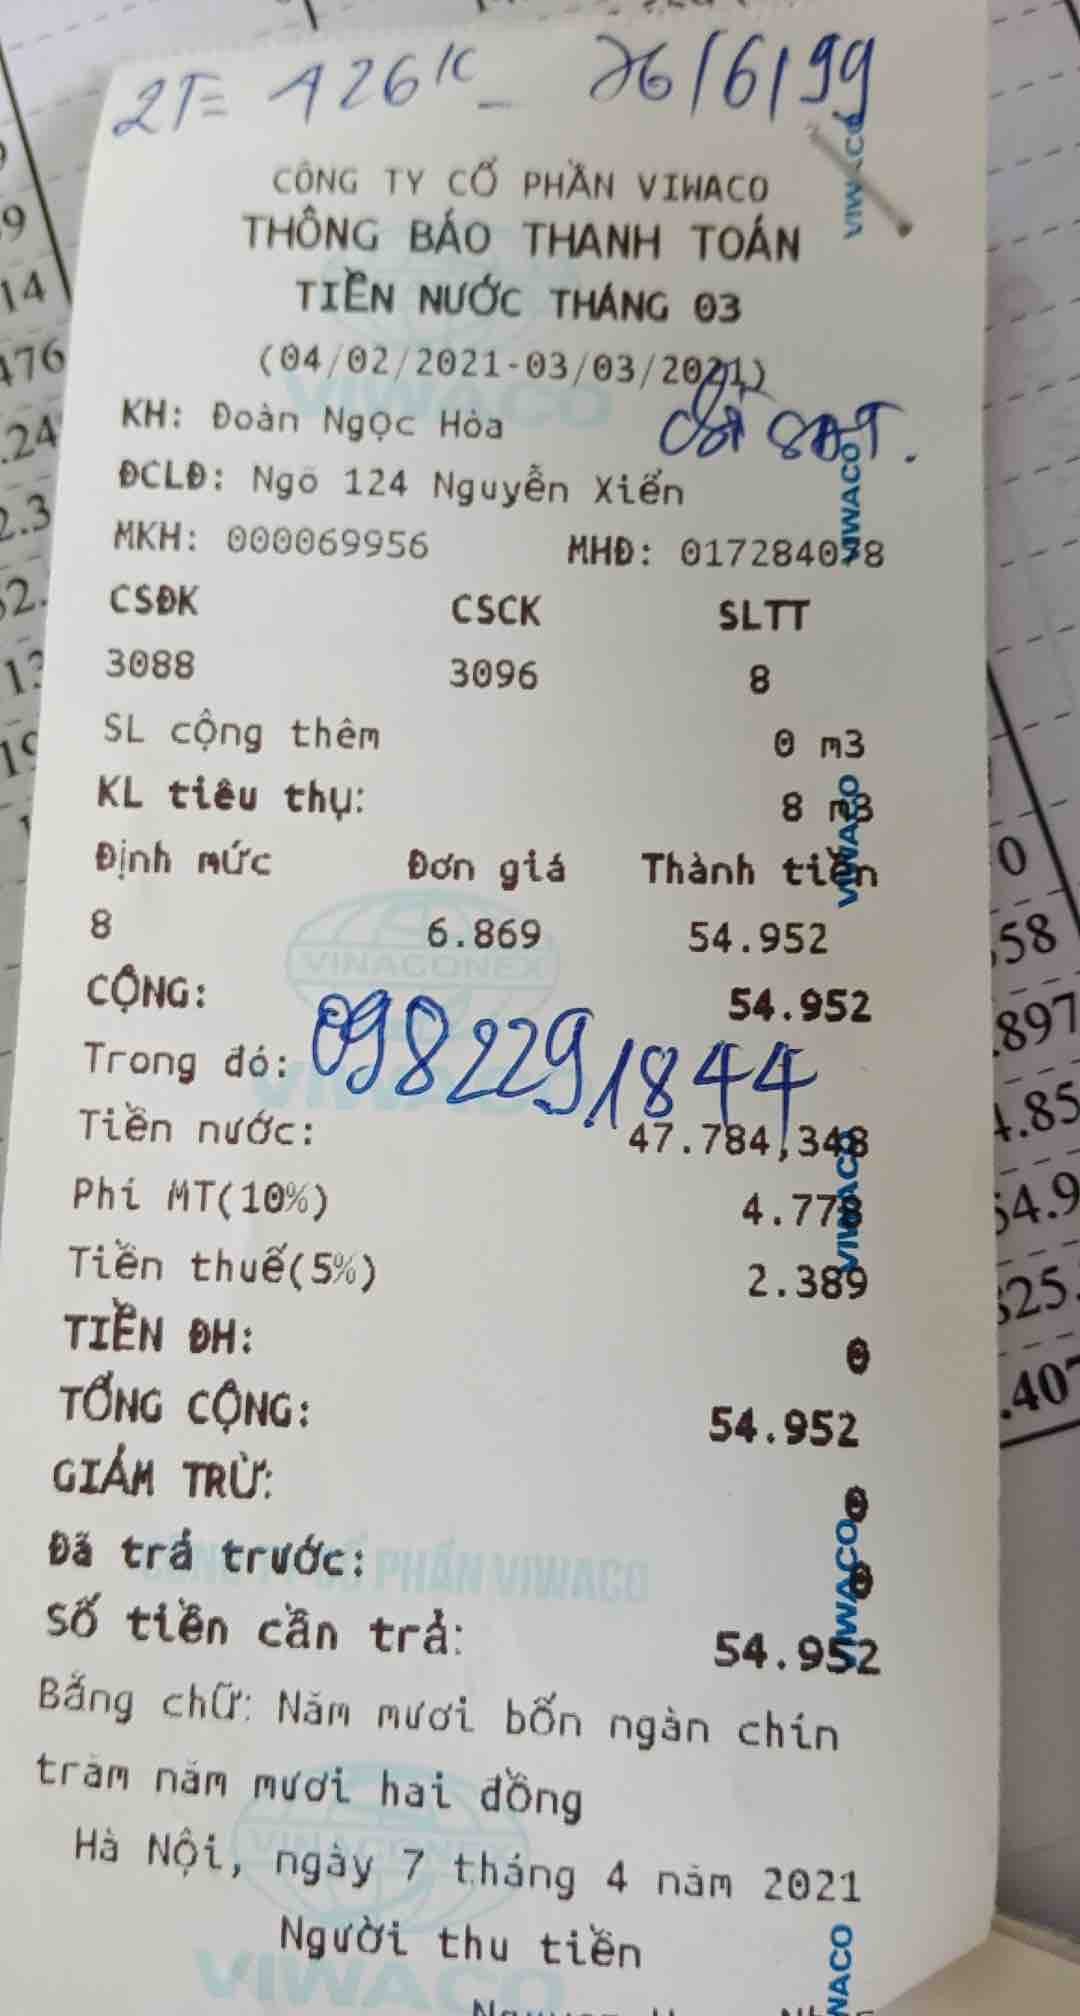 2T= 126K - 26/6/99
CÔNG TY CỔ PHẦN VIWACO
THÔNG BÁO THANH TOÁN
TIỀN NƯỚC THÁNG 03
(04/02/2021-03/03/2021)
KH: Đoàn Ngọc Hòa
ĐCLĐ: Ngõ 124 Nguyễn Xiển
MKH: 000069956 MHĐ: 017284078
CSĐK CSCK SLTT
3088 3096 8
SL cộng thêm 0 m3
KL tiêu thụ: 8 m3
Định mức Đơn giá Thành tiền
8 6.869 54.952
CỘNG: 54.952
Trong đó: 0982291844
Tiền nước: 47.784,348
Phí MT(10%) 4.778
Tiền thuế(5%) 2.389
TIỀN ĐH: 0
TỔNG CỘNG: 54.952
GIẢM TRỪ: 0
Đã trả trước: 0
Số tiền cần trả: 54.952
Bằng chữ: Năm mươi bốn ngàn chín
trăm năm mươi hai đồng
Hà Nội, ngày 7 tháng 4 năm 2021
Người thu tiền
VIWACO